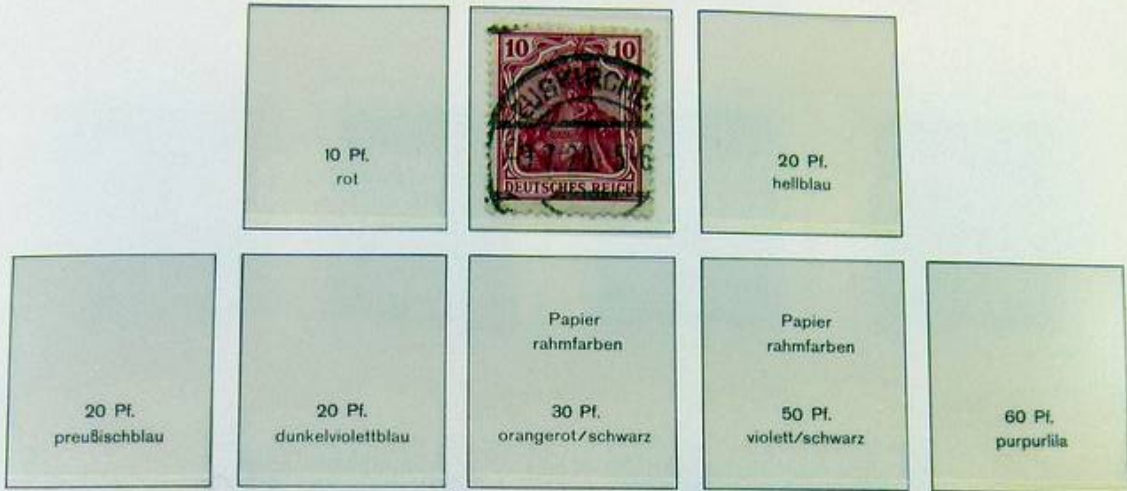 10 Pf.
rot
10 10
DEUTSCHES REICH
20 Pf.
hellblau
20 Pf.
preußischblau
20 Pf.
dunkelviolettblau
Papier
rahmfarben
30 Pf.
orangerot/schwarz
Papier
rahmfarben
50 Pf.
violett/schwarz
60 Pf.
purpurlila